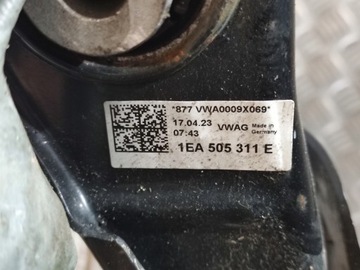 *877 VWA0009X069*
17.04.23 VWAG Made in
07:43 Germany
1EA 505 311 E